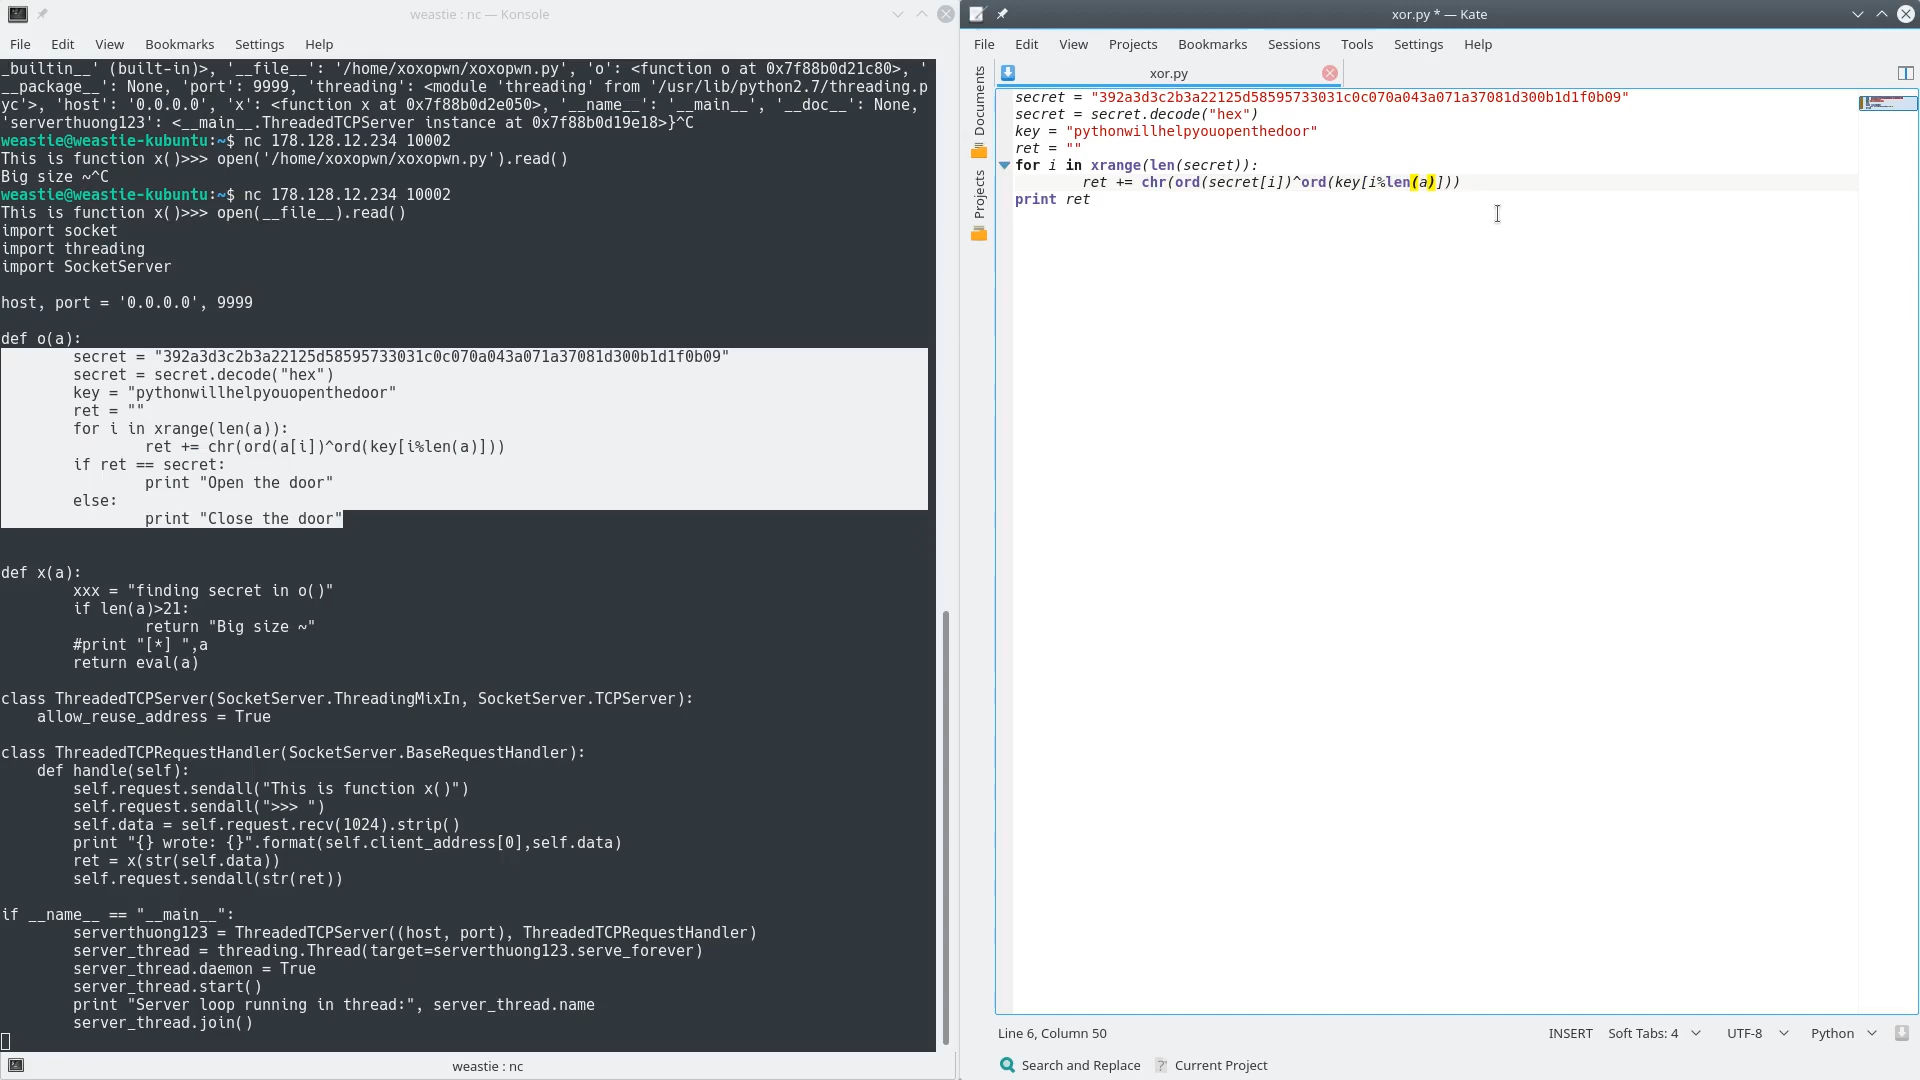 weastie : nc — Konsole
File Edit View Bookmarks Settings Help
_builtin__' (built-in)>, '__file__': '/home/xoxopwn/xoxopwn.py', 'o': <function o at 0x7f88b0d21c80>, '
__package__': None, 'port': 9999, 'threading': <module 'threading' from '/usr/lib/python2.7/threading.p
yc'>, 'host': '0.0.0.0', 'x': <function x at 0x7f88b0d2e050>, '__name__': '__main__', '__doc__': None,
'serverthuong123': <__main__.ThreadedTCPServer instance at 0x7f88b0d19e18>}^C
weastie@weastie-kubuntu:~$ nc 178.128.12.234 10002
This is function x()>>> open('/home/xoxopwn/xoxopwn.py').read()
Big size ~^C
weastie@weastie-kubuntu:~$ nc 178.128.12.234 10002
This is function x()>>> open(__file__).read()
import socket
import threading
import SocketServer
host, port = '0.0.0.0', 9999
def o(a):
secret = "392a3d3c2b3a22125d58595733031c0c070a043a071a37081d300b1d1f0b09"
secret = secret.decode("hex")
key = "pythonwillhelpyouopenthedoor"
ret = ""
for i in xrange(len(a)):
ret += chr(ord(a[i])^ord(key[i%len(a)]))
if ret == secret:
print "Open the door"
else:
print "Close the door"
def x(a):
xxx = "finding secret in o()"
if len(a)>21:
return "Big size ~"
#print "[*] ",a
return eval(a)
class ThreadedTCPServer(SocketServer.ThreadingMixIn, SocketServer.TCPServer):
allow_reuse_address = True
class ThreadedTCPRequestHandler(SocketServer.BaseRequestHandler):
def handle(self):
self.request.sendall("This is function x()")
self.request.sendall(">>> ")
self.data = self.request.recv(1024).strip()
print "{} wrote: {}".format(self.client_address[0],self.data)
ret = x(str(self.data))
self.request.sendall(str(ret))
if __name__ == "__main__":
serverthuong123 = ThreadedTCPServer((host, port), ThreadedTCPRequestHandler)
server_thread = threading.Thread(target=serverthuong123.serve_forever)
server_thread.daemon = True
server_thread.start()
print "Server loop running in thread:", server_thread.name
server_thread.join()
weastie : nc
xor.py * — Kate
File Edit View Projects Bookmarks Sessions Tools Settings Help
Documents
Projects
xor.py
secret = "392a3d3c2b3a22125d58595733031c0c070a043a071a37081d300b1d1f0b09"
secret = secret.decode("hex")
key = "pythonwillhelpyouopenthedoor"
ret = ""
for i in xrange(len(secret)):
ret += chr(ord(secret[i])^ord(key[i%len(a)]))
print ret
Line 6, Column 50 INSERT Soft Tabs: 4 UTF-8 Python
Search and Replace Current Project